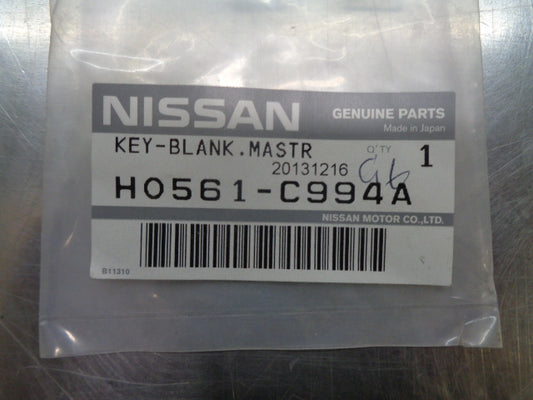 NISSAN
GENUINE PARTS
Made in Japan
KEY-BLANK.MASTR
Q'TY 1
20131216
H0561-C994A
NISSAN MOTOR CO.,LTD.
B11310